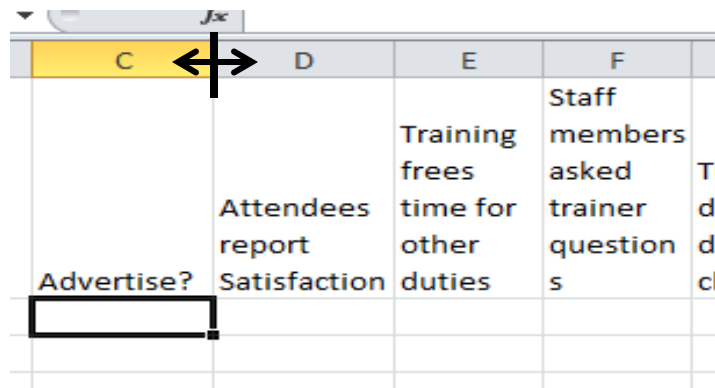 fx
C D E F
Advertise?
Attendees
report
Satisfaction
Training
frees
time for
other
duties
Staff
members
asked
trainer
question
s